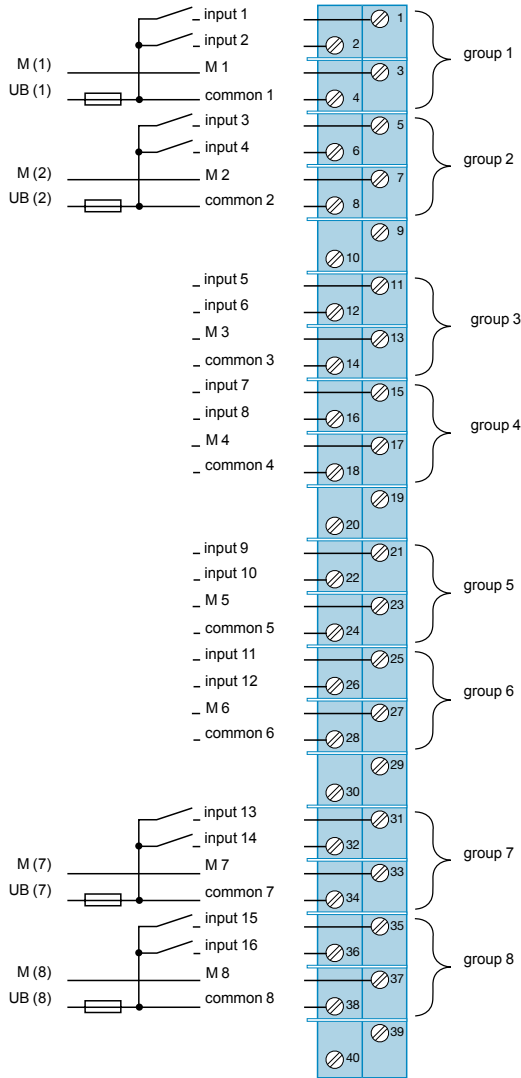 input 1 1
input 2 2 group 1
M (1) M 1 3
UB (1) common 1 4
input 3 5
input 4 6 group 2
M (2) M 2 7
UB (2) common 2 8
9
10
input 5 11
input 6 12 group 3
M 3 13
common 3 14
input 7 15
input 8 16 group 4
M 4 17
common 4 18
19
20
input 9 21
input 10 22 group 5
M 5 23
common 5 24
input 11 25
input 12 26 group 6
M 6 27
common 6 28
29
30
input 13 31
input 14 32 group 7
M (7) M 7 33
UB (7) common 7 34
input 15 35
input 16 36 group 8
M (8) M 8 37
UB (8) common 8 38
39
40